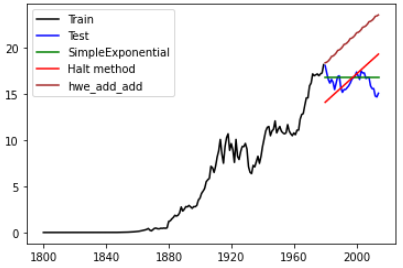 Train
Test
SimpleExponential
Halt method
hwe_add_add
20
15
10
5
0
1800
1840
1880
1920
1960
2000